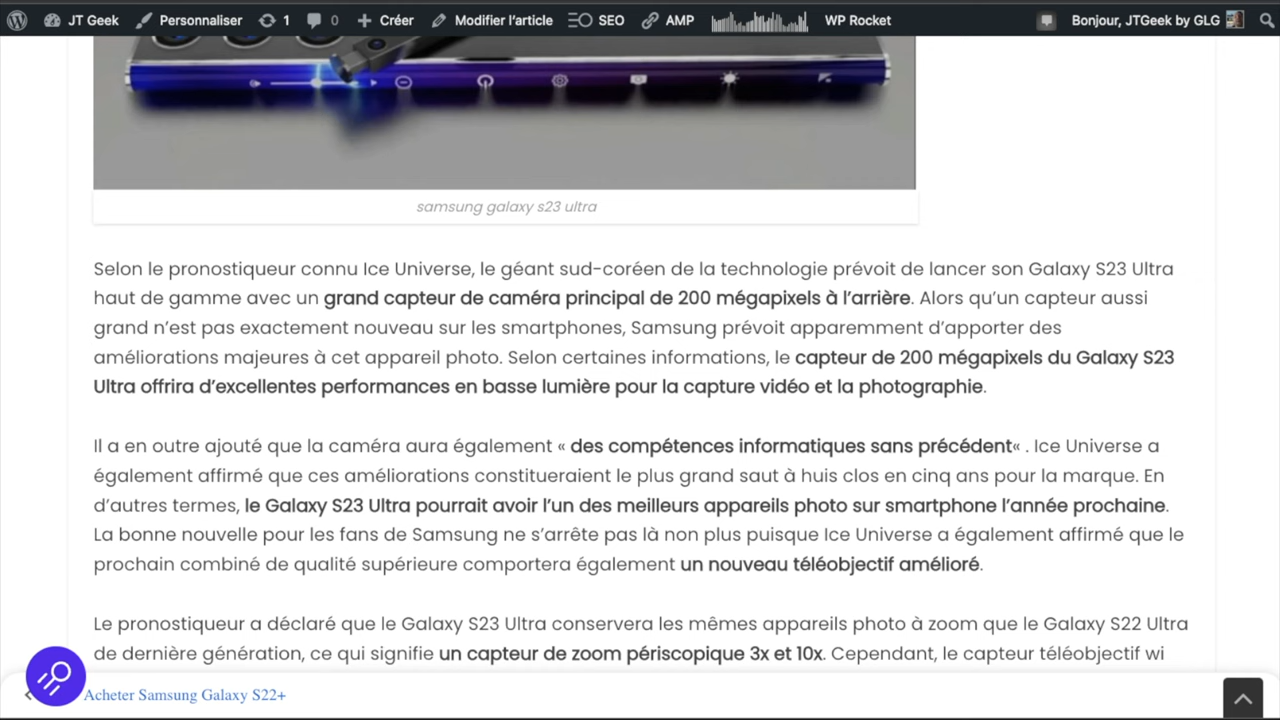 JT Geek Personnaliser 1 0 Créer Modifier l'article SEO AMP WP Rocket Bonjour, JTGeek by GLG
samsung galaxy s23 ultra
Selon le pronostiqueur connu Ice Universe, le géant sud-coréen de la technologie prévoit de lancer son Galaxy S23 Ultra
haut de gamme avec un grand capteur de caméra principal de 200 mégapixels à l'arrière. Alors qu'un capteur aussi
grand n'est pas exactement nouveau sur les smartphones, Samsung prévoit apparemment d'apporter des
améliorations majeures à cet appareil photo. Selon certaines informations, le capteur de 200 mégapixels du Galaxy S23
Ultra offrira d'excellentes performances en basse lumière pour la capture vidéo et la photographie.
Il a en outre ajouté que la caméra aura également « des compétences informatiques sans précédent« . Ice Universe a
également affirmé que ces améliorations constitueraient le plus grand saut à huis clos en cinq ans pour la marque. En
d'autres termes, le Galaxy S23 Ultra pourrait avoir l'un des meilleurs appareils photo sur smartphone l'année prochaine.
La bonne nouvelle pour les fans de Samsung ne s'arrête pas là non plus puisque Ice Universe a également affirmé que le
prochain combiné de qualité supérieure comportera également un nouveau téléobjectif amélioré.
Le pronostiqueur a déclaré que le Galaxy S23 Ultra conservera les mêmes appareils photo à zoom que le Galaxy S22 Ultra
de dernière génération, ce qui signifie un capteur de zoom périscopique 3x et 10x. Cependant, le capteur téléobjectif wi
Acheter Samsung Galaxy S22+